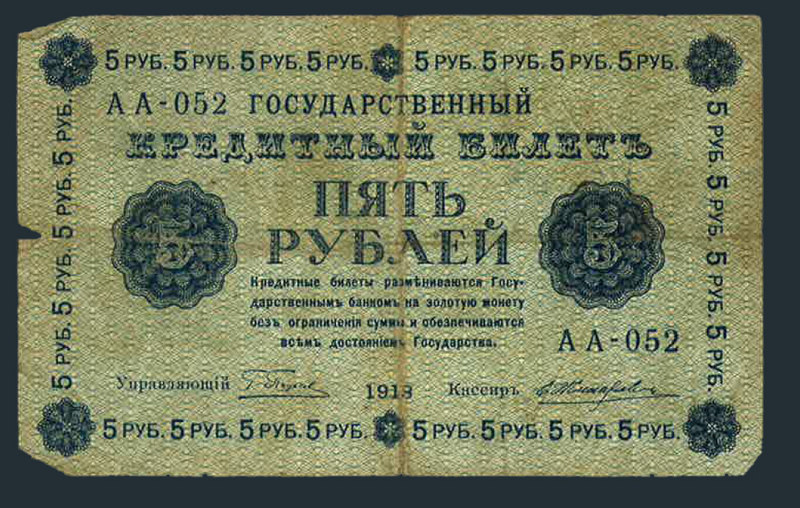 5 РУБ. 5 РУБ. 5 РУБ. 5 РУБ. 5 РУБ. 5 РУБ. 5 РУБ. 5 РУБ.
АА-052 ГОСУДАРСТВЕННЫЙ
КРЕДИТНЫЙ БИЛЕТЪ
5 РУБ. 5 РУБ. 5 РУБ. 5 РУБ.
ПЯТЬ
РУБЛЕЙ
5
5
5 РУБ. 5 РУБ. 5 РУБ. 5 РУБ.
Кредитные билеты размѣниваются Госу-
дарственнымъ банкомъ на золотую монету
безъ ограниченія суммы и обезпечиваются
всѣмъ достояніемъ Государства.
АА-052
Управляющій
1918
Кассиръ
5 РУБ. 5 РУБ. 5 РУБ. 5 РУБ. 5 РУБ. 5 РУБ. 5 РУБ. 5 РУБ.